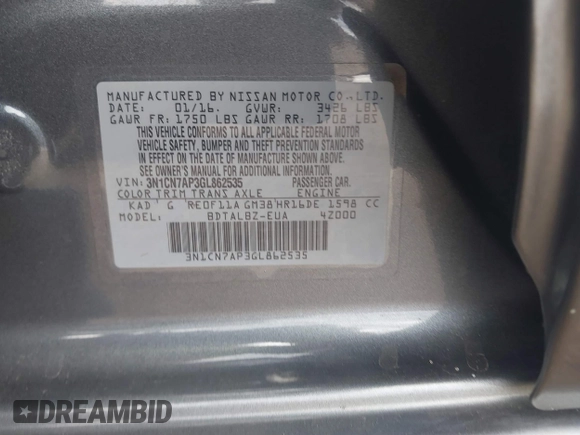 MANUFACTURED BY NISSAN MOTOR CO.,LTD.
DATE: 01/16. GVWR: 3426 LBS
GAWR FR: 1750 LBS GAWR RR: 1708 LBS
THIS VEHICLE CONFORMS TO ALL APPLICABLE FEDERAL MOTOR
VEHICLE SAFETY, BUMPER AND THEFT PREVENTION STANDARDS
IN EFFECT ON THE DATE OF MANUFACTURE SHOWN ABOVE.
SEE OWNER'S MANUAL FOR ADDITIONAL INFORMATION.
VIN: 3N1CN7AP3GL862535 PASSENGER CAR.
COLOR TRIM TRANS AXLE ENGINE
KAD G RE0F11A GM38 HR16DE 1598 CC
MODEL: BDTALBZ-EUA 4Z000
3N1CN7AP3GL862535
DREAMBID